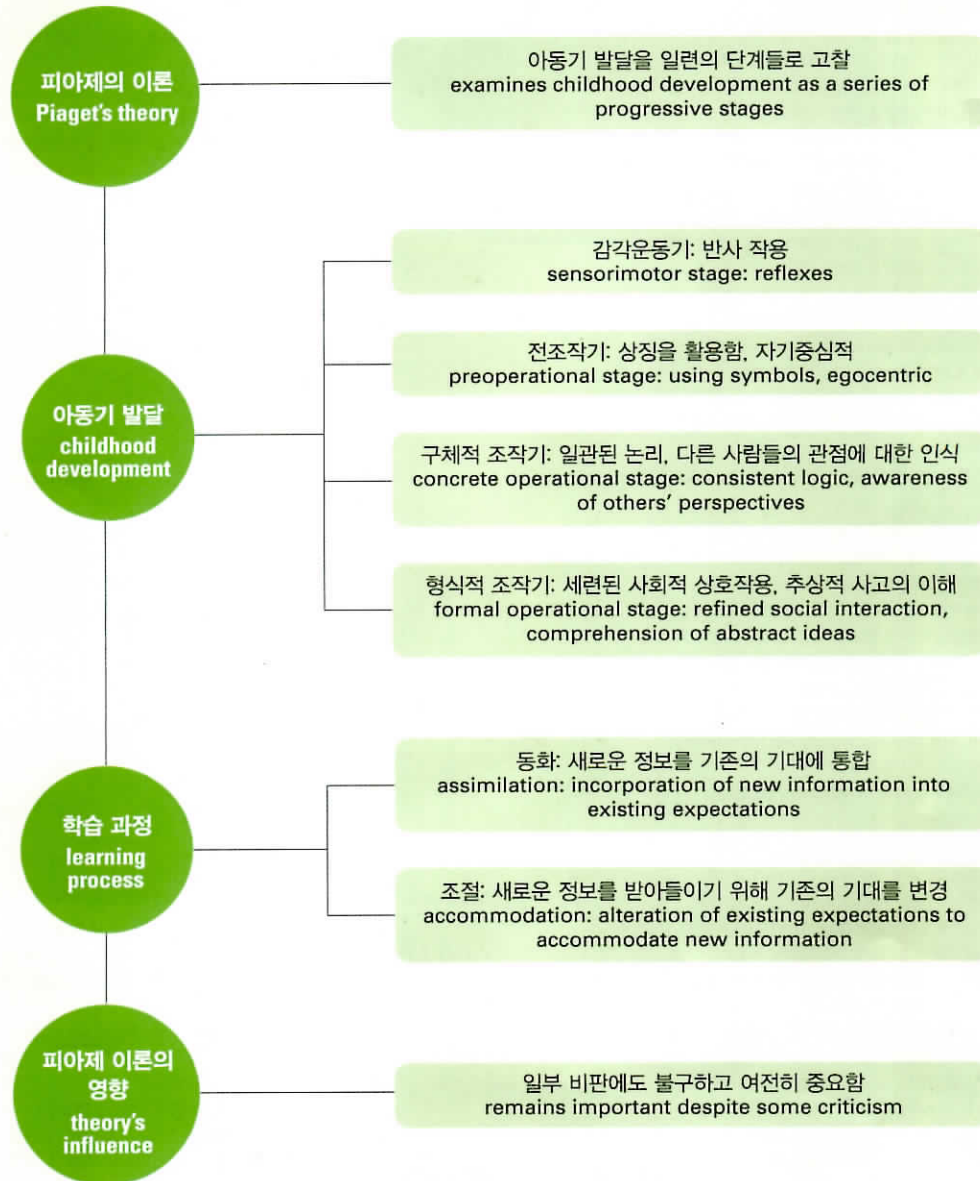 피아제의 이론
Piaget's theory
아동기 발달을 일련의 단계들로 고찰
examines childhood development as a series of
progressive stages
아동기 발달
childhood
development
감각운동기: 반사 작용
sensorimotor stage: reflexes
전조작기: 상징을 활용함, 자기중심적
preoperational stage: using symbols, egocentric
구체적 조작기: 일관된 논리, 다른 사람들의 관점에 대한 인식
concrete operational stage: consistent logic, awareness
of others' perspectives
형식적 조작기: 세련된 사회적 상호작용, 추상적 사고의 이해
formal operational stage: refined social interaction,
comprehension of abstract ideas
학습 과정
learning
process
동화: 새로운 정보를 기존의 기대에 통합
assimilation: incorporation of new information into
existing expectations
조절: 새로운 정보를 받아들이기 위해 기존의 기대를 변경
accommodation: alteration of existing expectations to
accommodate new information
피아제 이론의
영향
theory's
influence
일부 비판에도 불구하고 여전히 중요함
remains important despite some criticism